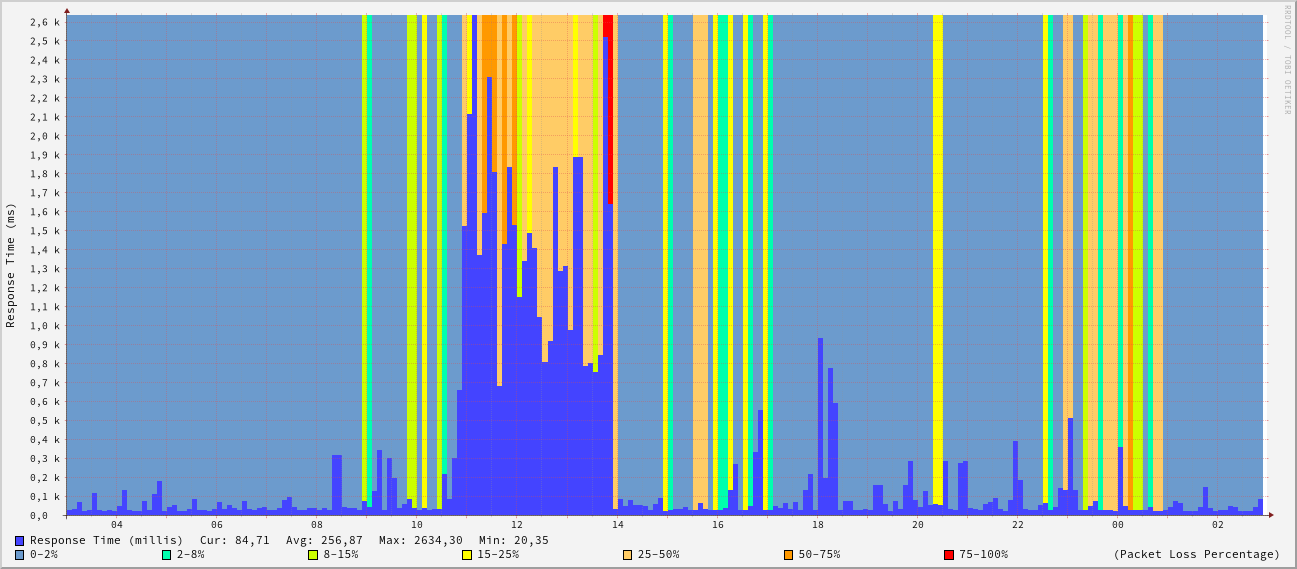 RRDTOOL / TOBI OETIKER
Response Time (ms)
2,6 k
2,5 k
2,4 k
2,3 k
2,2 k
2,1 k
2,0 k
1,9 k
1,8 k
1,7 k
1,6 k
1,5 k
1,4 k
1,3 k
1,2 k
1,1 k
1,0 k
0,9 k
0,8 k
0,7 k
0,6 k
0,5 k
0,4 k
0,3 k
0,2 k
0,1 k
0,0
04 06 08 10 12 14 16 18 20 22 00 02
Response Time (millis) Cur: 84,71 Avg: 256,87 Max: 2634,30 Min: 20,35
0-2% 2-8% 8-15% 15-25% 25-50% 50-75% 75-100% (Packet Loss Percentage)